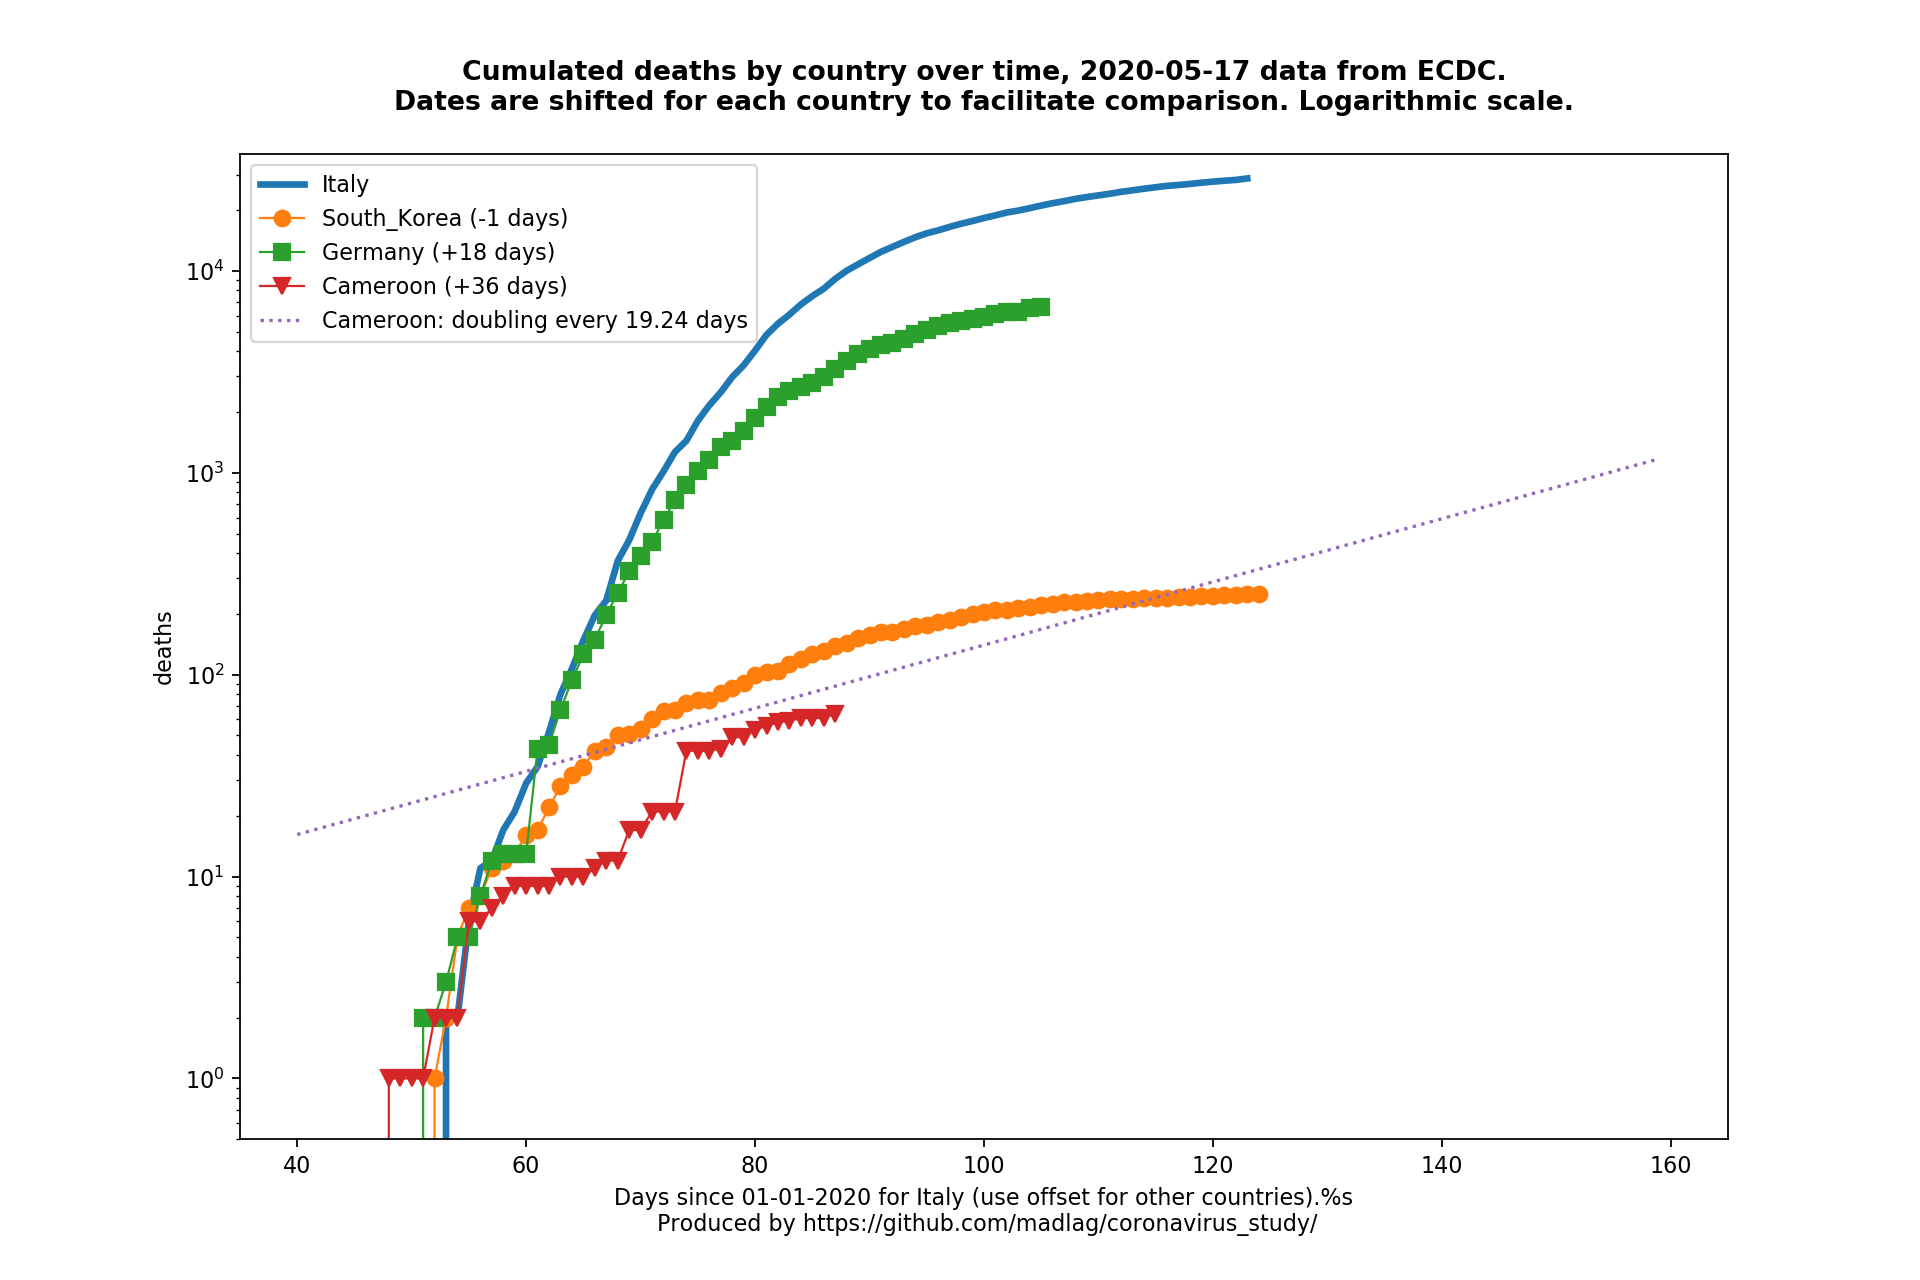 Cumulated deaths by country over time, 2020-05-17 data from ECDC.
Dates are shifted for each country to facilitate comparison. Logarithmic scale.
Italy
South_Korea (-1 days)
Germany (+18 days)
Cameroon (+36 days)
Cameroon: doubling every 19.24 days
deaths
10⁴
10³
10²
10¹
10⁰
40 60 80 100 120 140 160
Days since 01-01-2020 for Italy (use offset for other countries).%s
Produced by https://github.com/madlag/coronavirus_study/